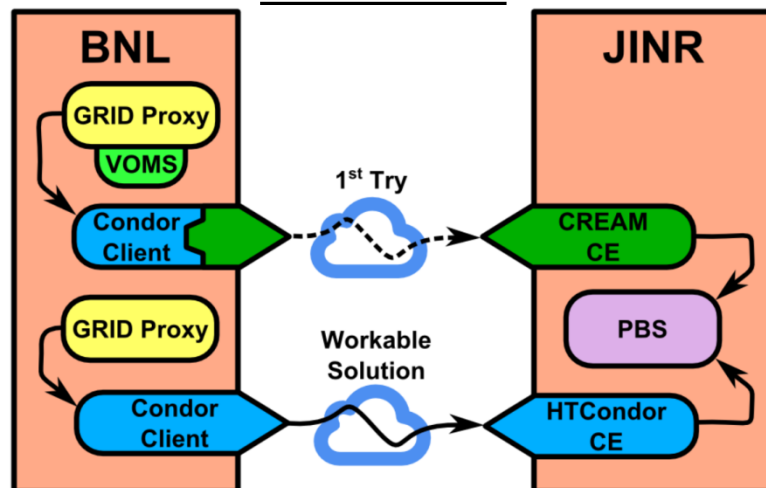 BNL
GRID Proxy
VOMS
Condor
Client
GRID Proxy
Condor
Client
1st Try
Workable
Solution
JINR
CREAM
CE
PBS
HTCondor
CE